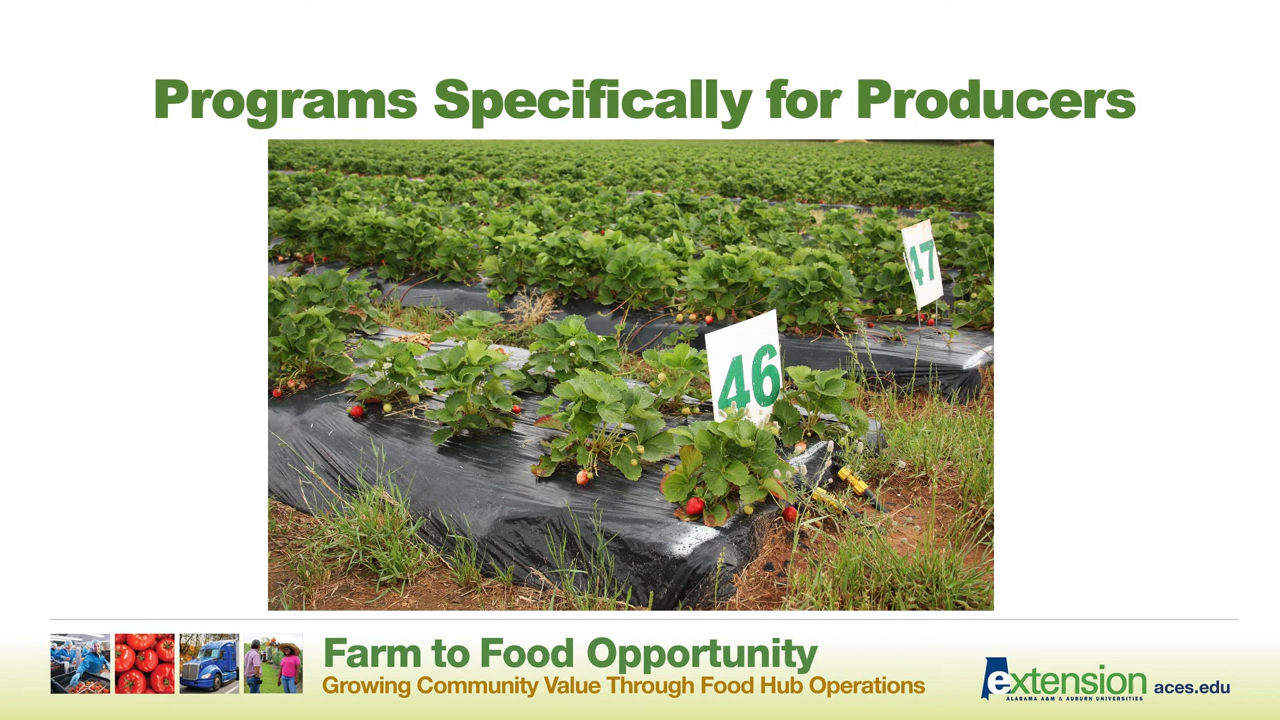 Programs Specifically for Producers
47
46
Farm to Food Opportunity
Growing Community Value Through Food Hub Operations
extension aces.edu
ALABAMA A&M & AUBURN UNIVERSITIES